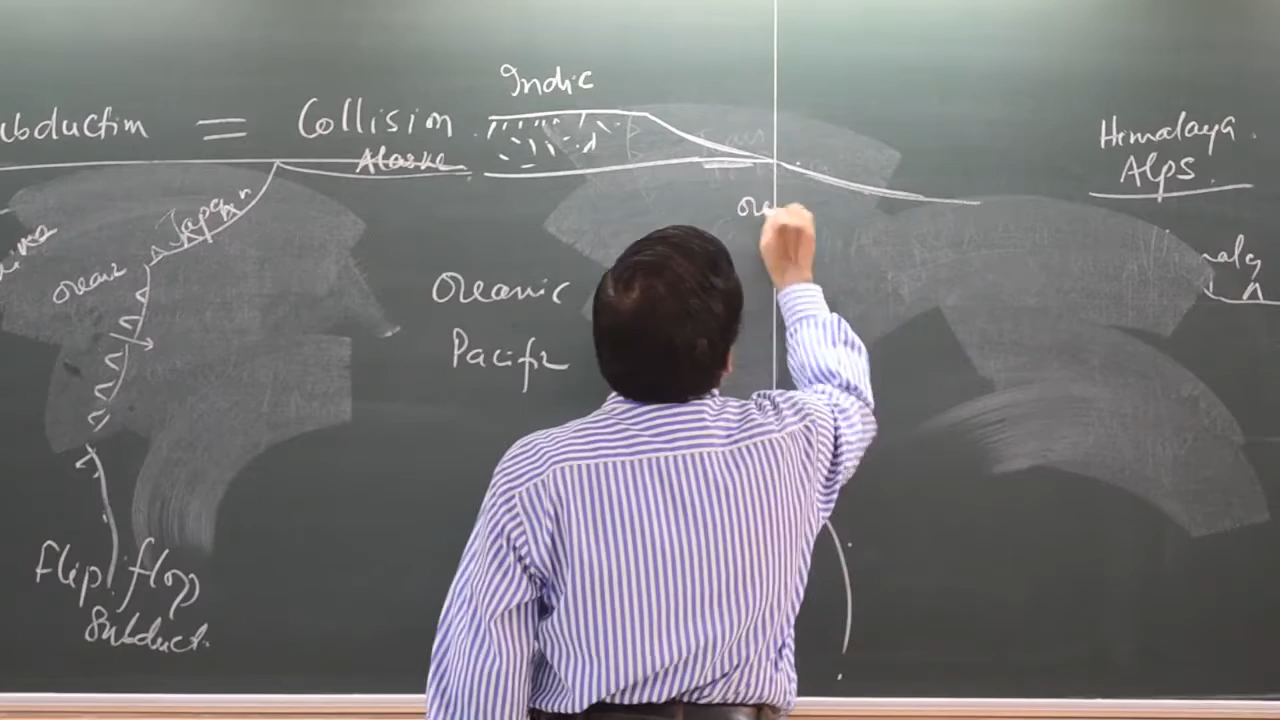 Indic
ubduction = Collision
Himalaya
Alps
Alaska
Japan
Oceanic
Pacific
Flip flop
Subduct.